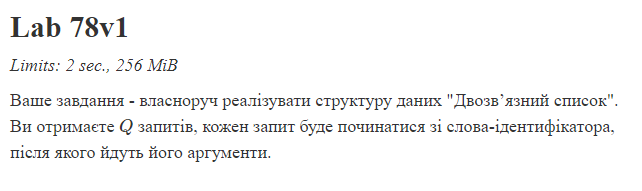 Lab 78v1
Limits: 2 sec., 256 MiB
Ваше завдання - власноруч реалізувати структуру даних "Двозв’язний список".
Ви отримаєте Q запитів, кожен запит буде починатися зі слова-ідентифікатора,
після якого йдуть його аргументи.